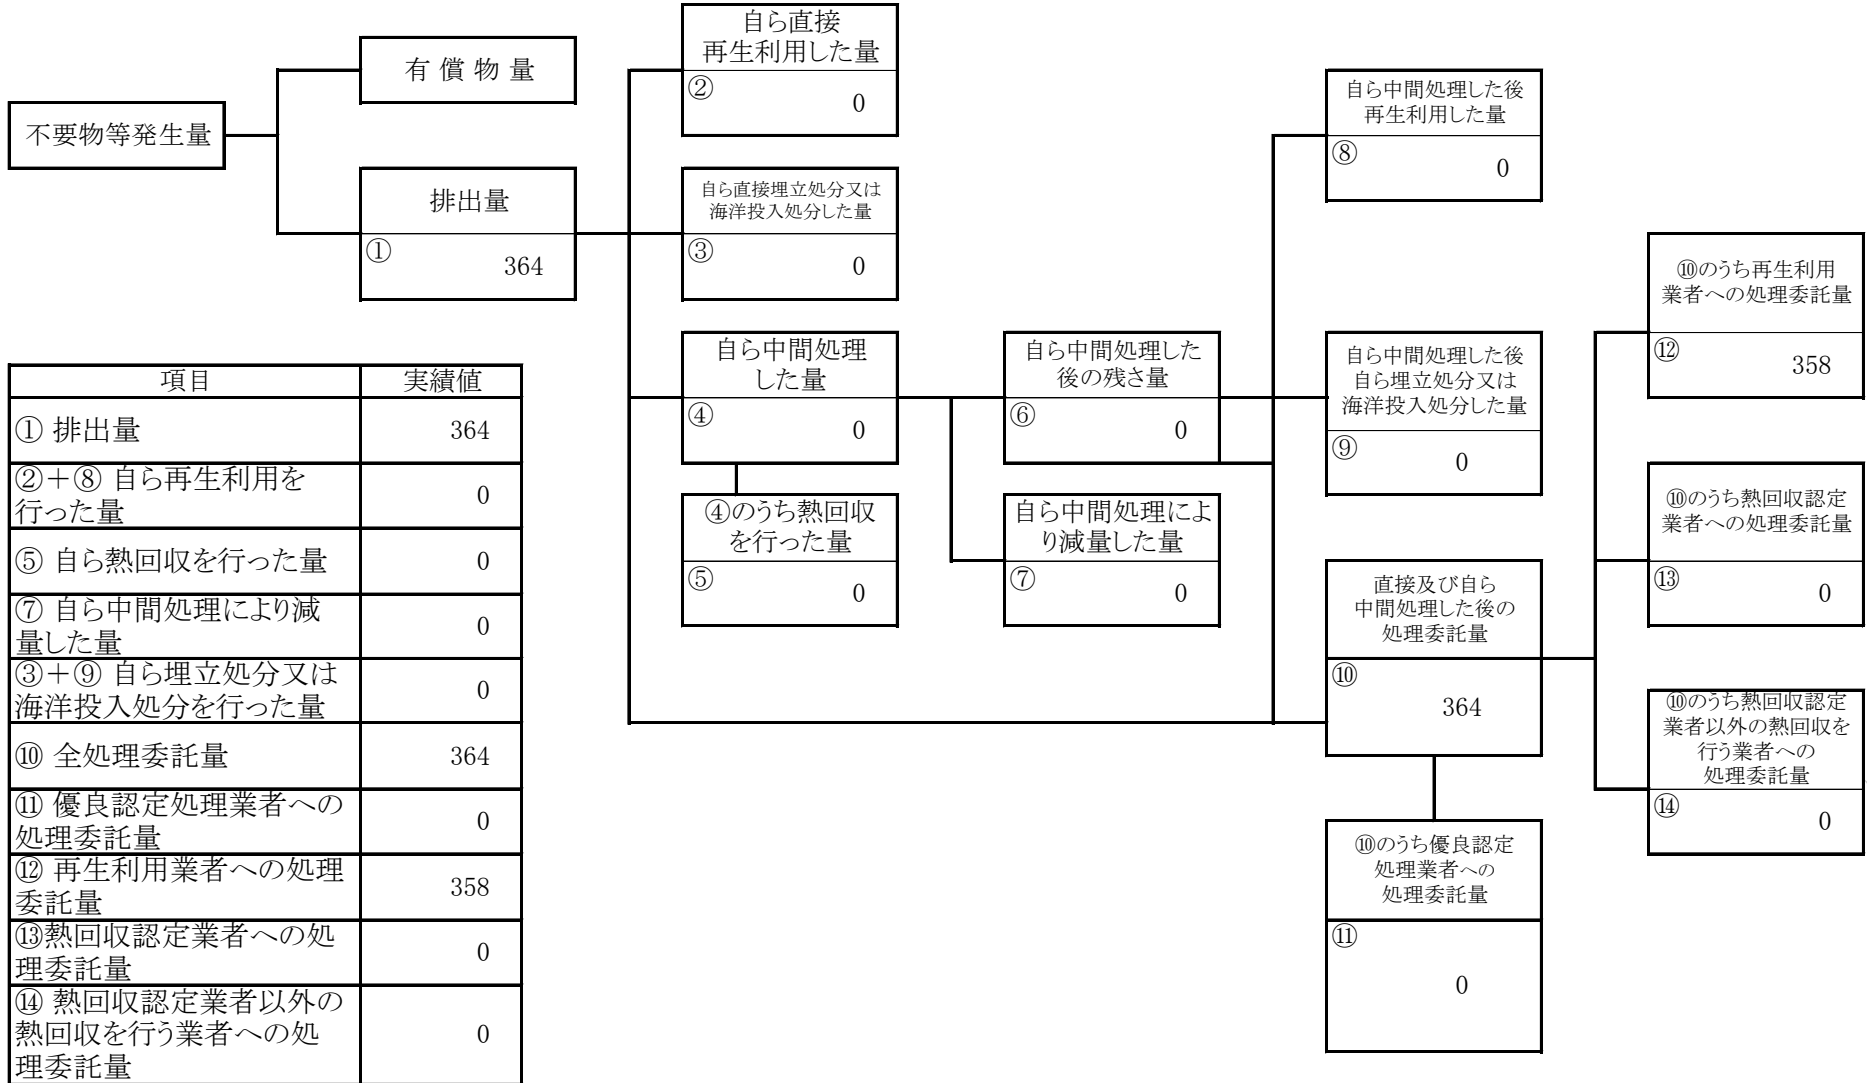 不要物等発生量
有償物量
排出量
①
364
自ら直接
再生利用した量
②
0
自ら直接埋立処分又は
海洋投入処分した量
③
0
自ら中間処理
した量
④
0
④のうち熱回収
を行った量
⑤
0
自ら中間処理した
後の残さ量
⑥
0
自ら中間処理によ
り減量した量
⑦
0
自ら中間処理した後
再生利用した量
⑧
0
自ら中間処理した後
自ら埋立処分又は
海洋投入処分した量
⑨
0
直接及び自ら
中間処理した後の
処理委託量
⑩
364
⑩のうち優良認定
処理業者への
処理委託量
⑪
0
⑩のうち再生利用
業者への処理委託量
⑫
358
⑩のうち熱回収認定
業者への処理委託量
⑬
0
⑩のうち熱回収認定
業者以外の熱回収を
行う業者への
処理委託量
⑭
0
項目 実績値
① 排出量 364
②+⑧ 自ら再生利用を
行った量 0
⑤ 自ら熱回収を行った量 0
⑦ 自ら中間処理により減
量した量 0
③+⑨ 自ら埋立処分又は
海洋投入処分を行った量 0
⑩ 全処理委託量 364
⑪ 優良認定処理業者への
処理委託量 0
⑫ 再生利用業者への処理
委託量 358
⑬熱回収認定業者への処
理委託量 0
⑭ 熱回収認定業者以外の
熱回収を行う業者への処
理委託量 0